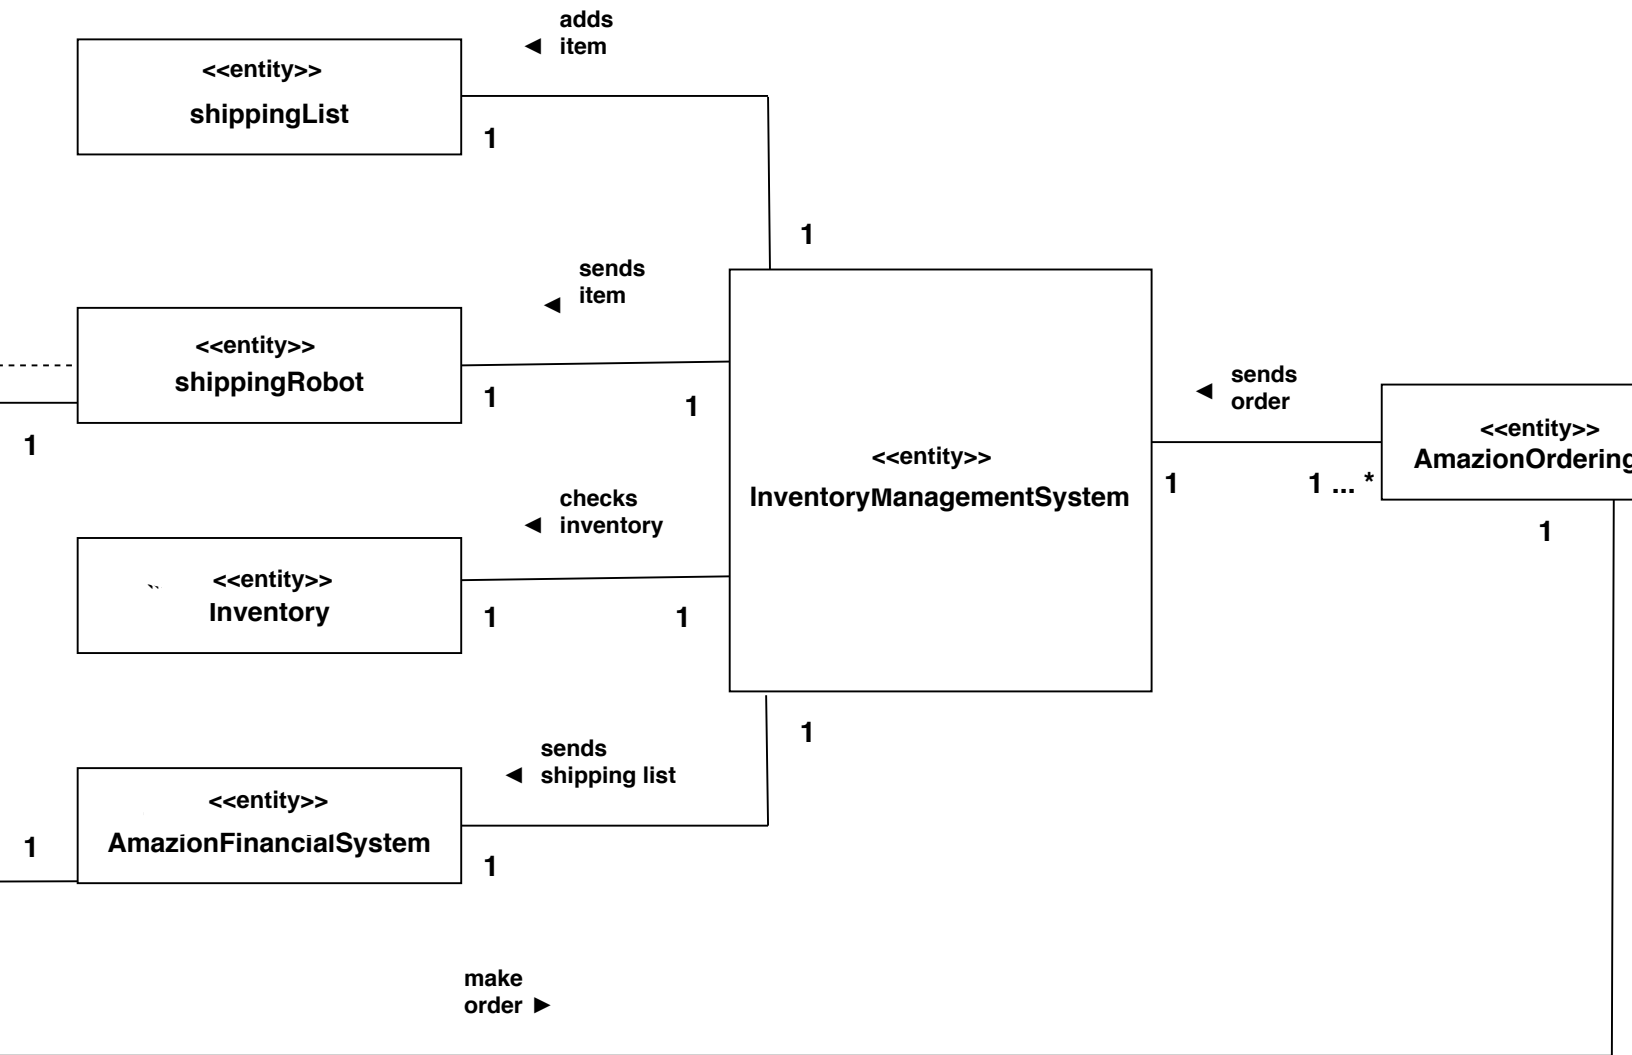 adds
◄ item
<<entity>>
shippingList
1
1
sends
◄ item
<<entity>>
shippingRobot
1
1
1
sends
◄ order
<<entity>>
AmazionOrdering
1
1 ... *
1
<<entity>>
InventoryManagementSystem
checks
◄ inventory
<<entity>>
Inventory
1
1
1
sends
◄ shipping list
<<entity>>
AmazionFinancialSystem
1
1
make
order ►